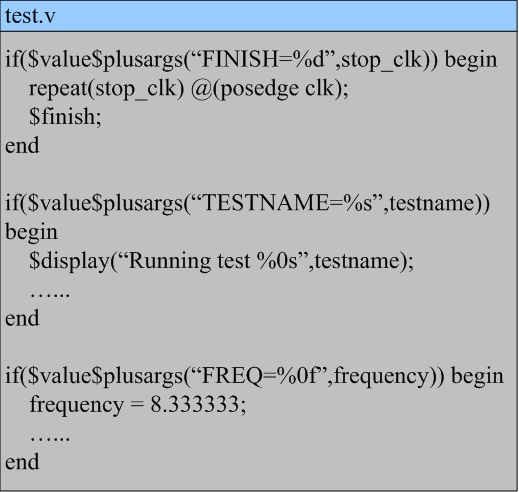 test.v
if($value$plusargs(“FINISH=%d”,stop_clk)) begin
repeat(stop_clk) @(posedge clk);
$finish;
end
if($value$plusargs(“TESTNAME=%s”,testname))
begin
$display(“Running test %0s”,testname);
…...
end
if($value$plusargs(“FREQ=%0f”,frequency)) begin
frequency = 8.333333;
…...
end